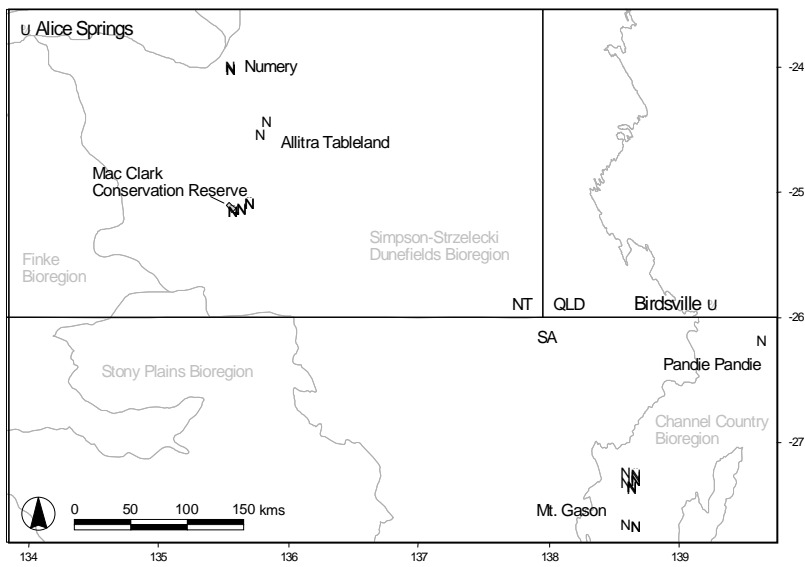 U Alice Springs
N Numery
-24
N
N
Allitra Tableland
Mac Clark
Conservation Reserve
N
N N
-25
Simpson-Strzelecki
Dunefields Bioregion
Finke
Bioregion
NT QLD Birdsville U
-26
SA
N
Pandie Pandie
Stony Plains Bioregion
Channel Country
Bioregion
-27
N N
N N
N
Mt. Gason
N N
0 50 100 150 kms
134 135 136 137 138 139